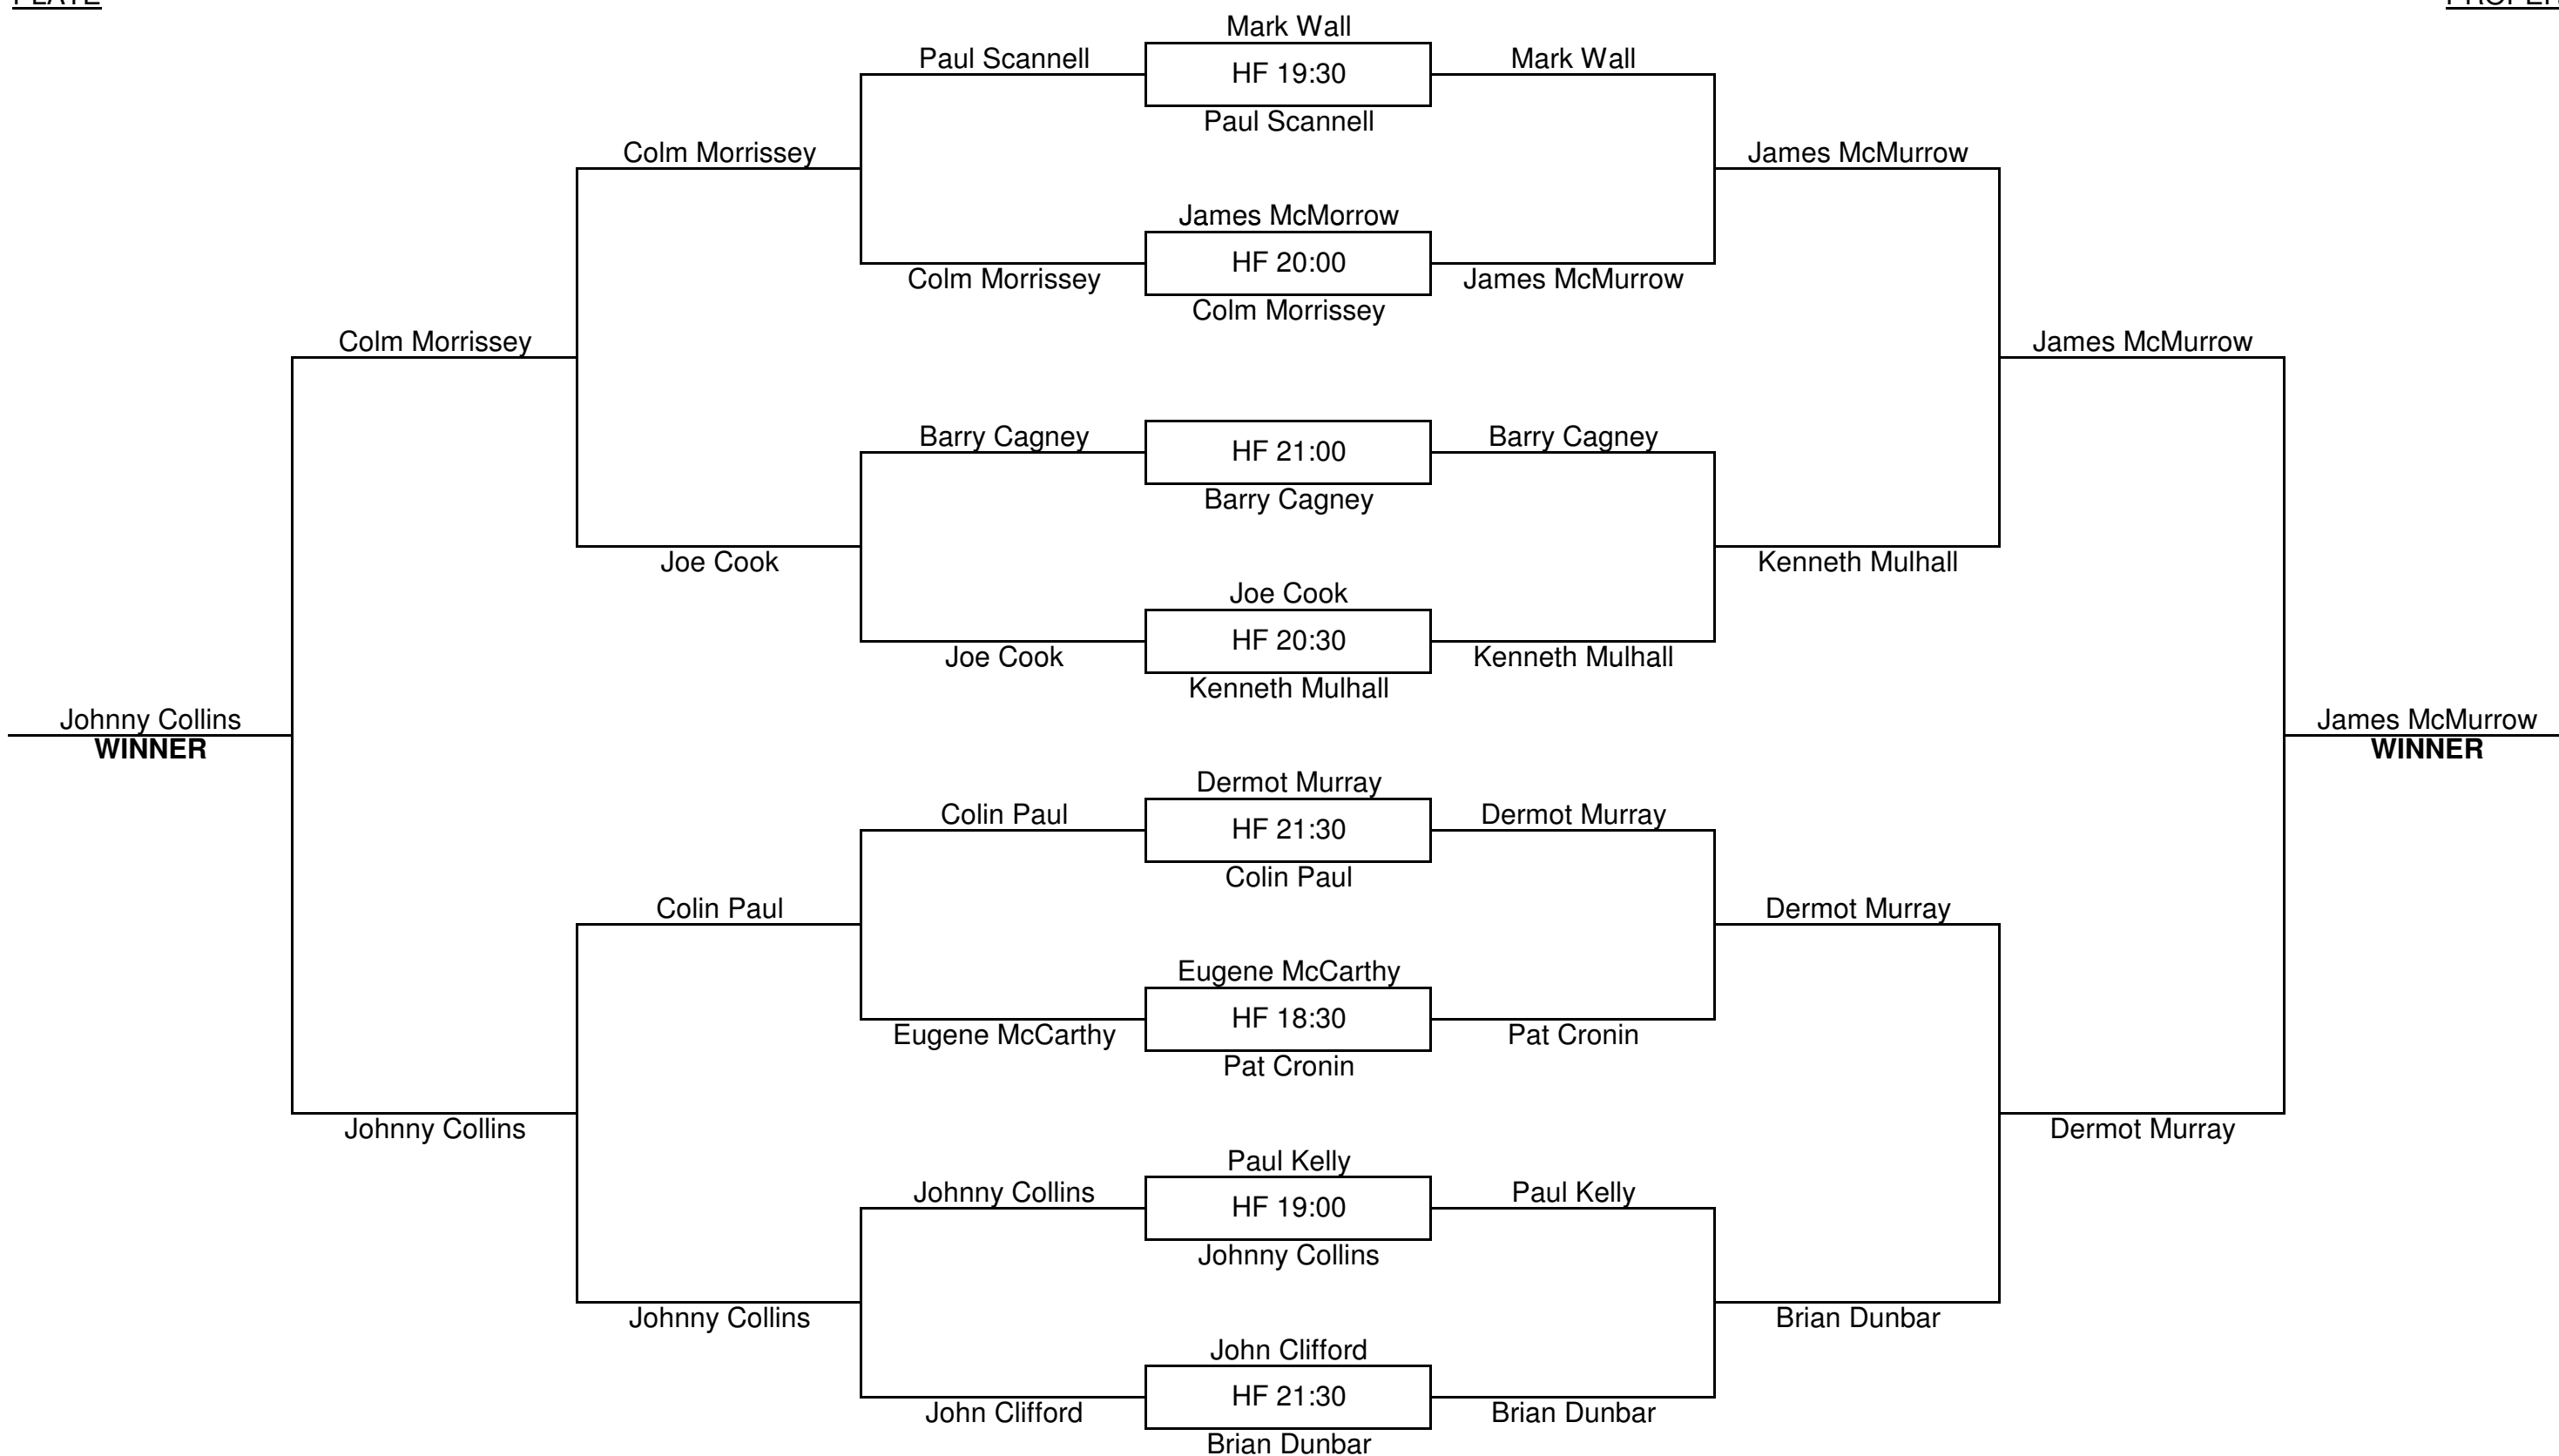 PLATE
PROPER
Mark Wall
Paul Scannell
HF 19:30
Mark Wall
Paul Scannell
Colm Morrissey
James McMurrow
James McMorrow
HF 20:00
Colm Morrissey
James McMurrow
Colm Morrissey
Colm Morrissey
James McMurrow
Barry Cagney
HF 21:00
Barry Cagney
Barry Cagney
Joe Cook
Kenneth Mulhall
Joe Cook
HF 20:30
Joe Cook
Kenneth Mulhall
Kenneth Mulhall
Johnny Collins
James McMurrow
WINNER
WINNER
Dermot Murray
Colin Paul
HF 21:30
Dermot Murray
Colin Paul
Colin Paul
Dermot Murray
Eugene McCarthy
HF 18:30
Eugene McCarthy
Pat Cronin
Pat Cronin
Johnny Collins
Dermot Murray
Paul Kelly
Johnny Collins
HF 19:00
Paul Kelly
Johnny Collins
Johnny Collins
Brian Dunbar
John Clifford
HF 21:30
John Clifford
Brian Dunbar
Brian Dunbar